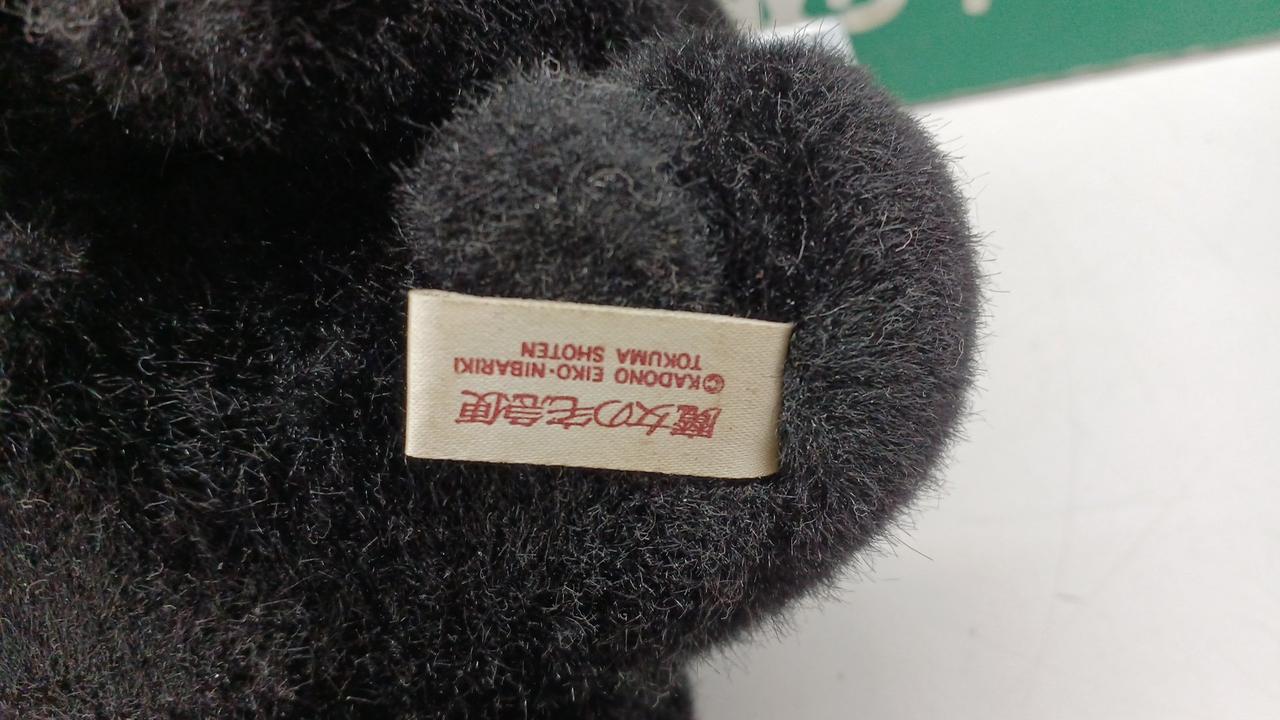 魔女の宅急便
©KADONO EIKO·NIBARIKI
TOKUMA SHOTEN